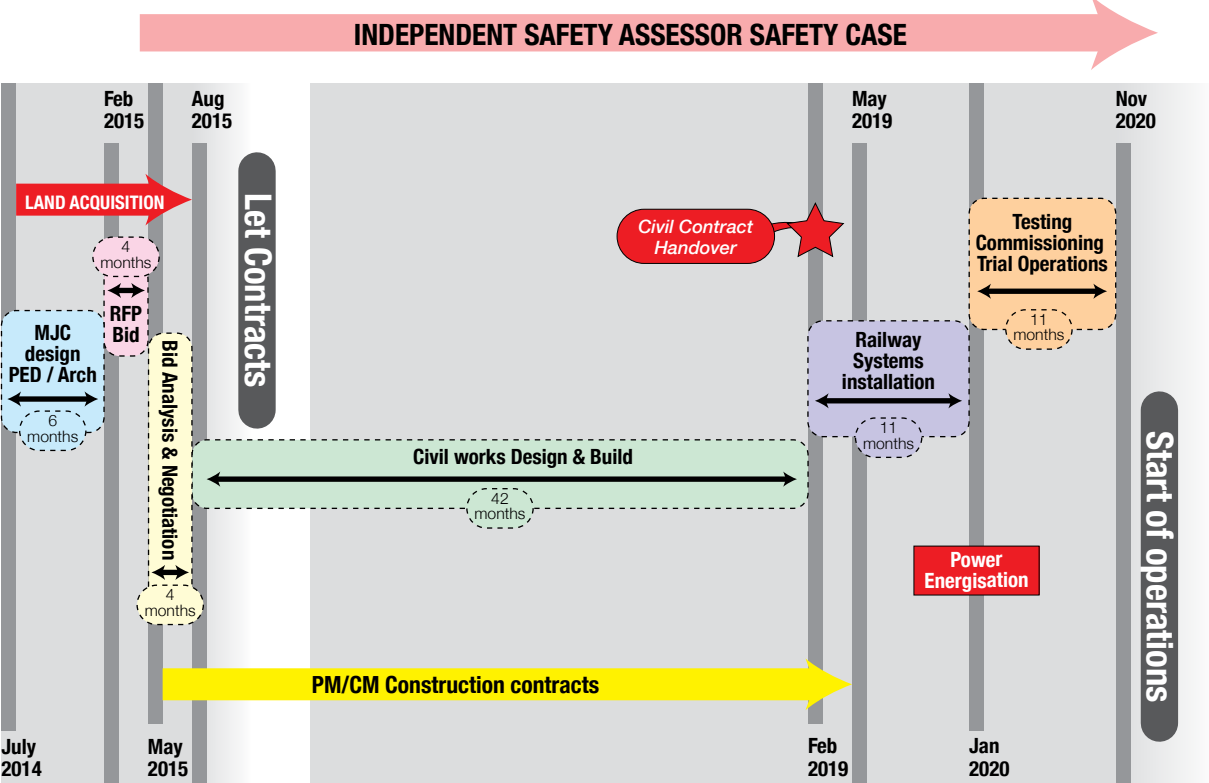 INDEPENDENT SAFETY ASSESSOR SAFETY CASE
Feb
2015
Aug
2015
May
2019
Nov
2020
LAND ACQUISITION
Let Contracts
Civil Contract
Handover
Testing
Commissioning
Trial Operations
11
months
4
months
RFP
Bid
MJC
design
PED / Arch
6
months
Bid Analysis & Negotiation
4
months
Railway
Systems
installation
11
months
Civil works Design & Build
42
months
Power
Energisation
Start of operations
PM/CM Construction contracts
July
2014
May
2015
Feb
2019
Jan
2020